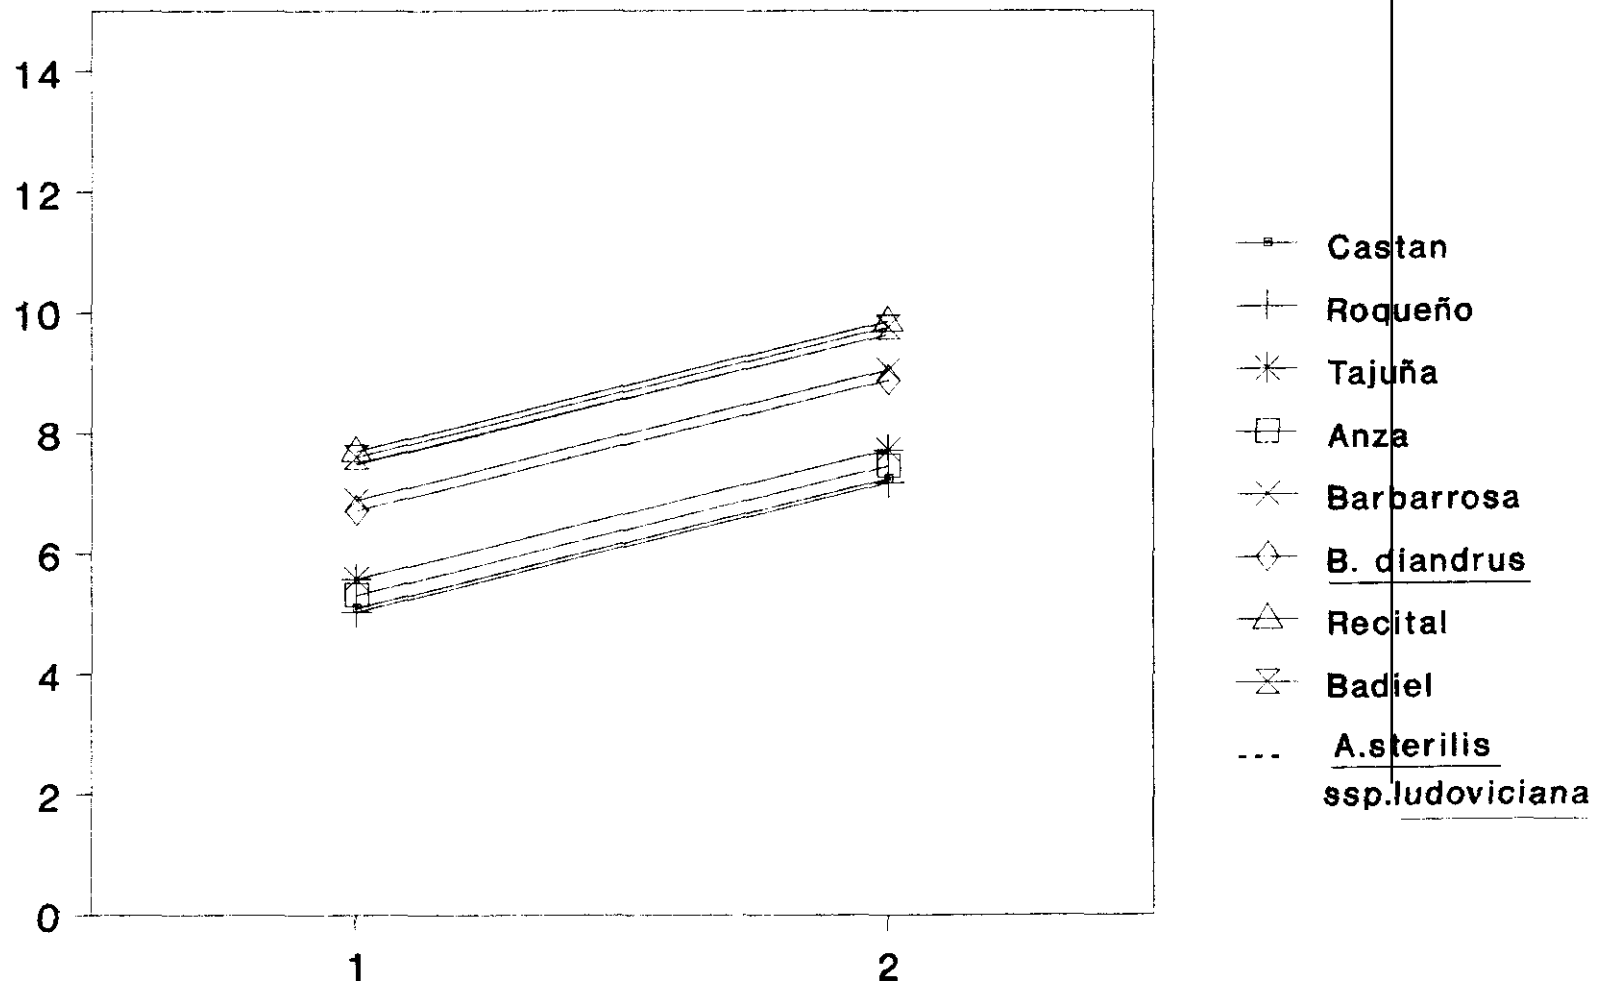 14
12
10
8
6
4
2
0
1
2
Castan
Roqueño
Tajuña
Anza
Barbarrosa
B. diandrus
Recital
Badiel
A.sterilis
ssp.ludoviciana